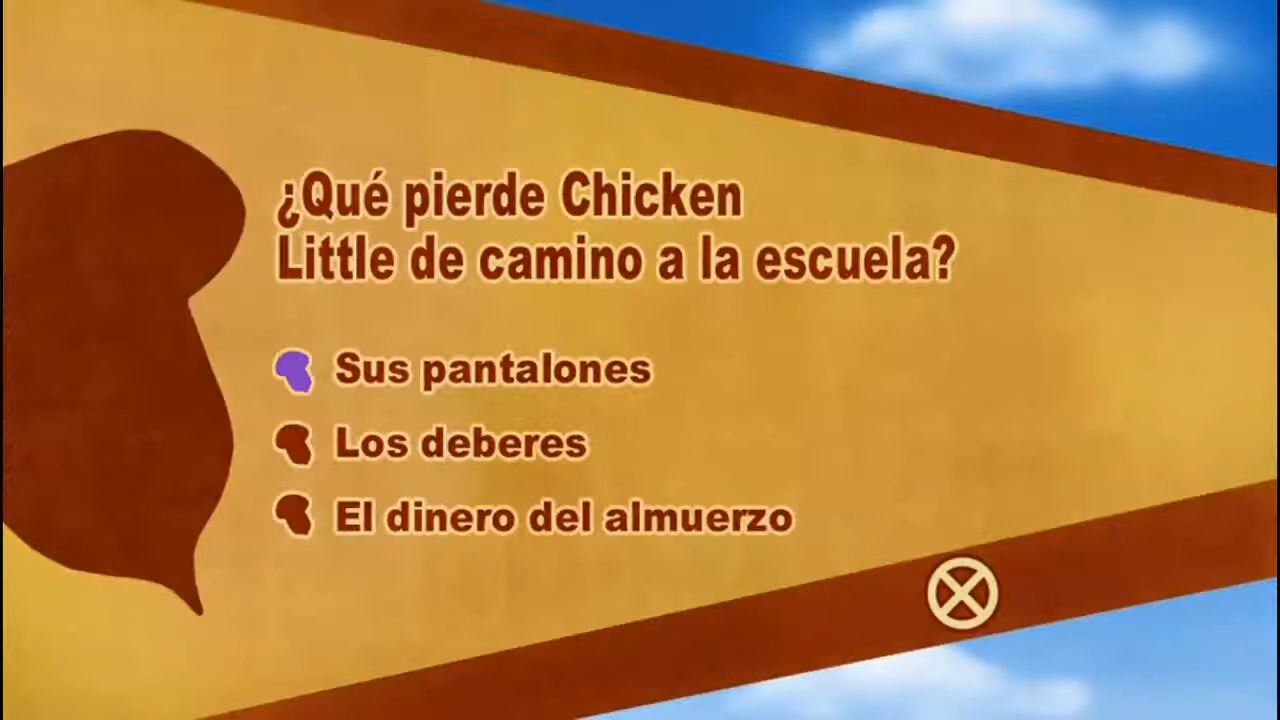 ¿Qué pierde Chicken
Little de camino a la escuela?
Sus pantalones
Los deberes
El dinero del almuerzo